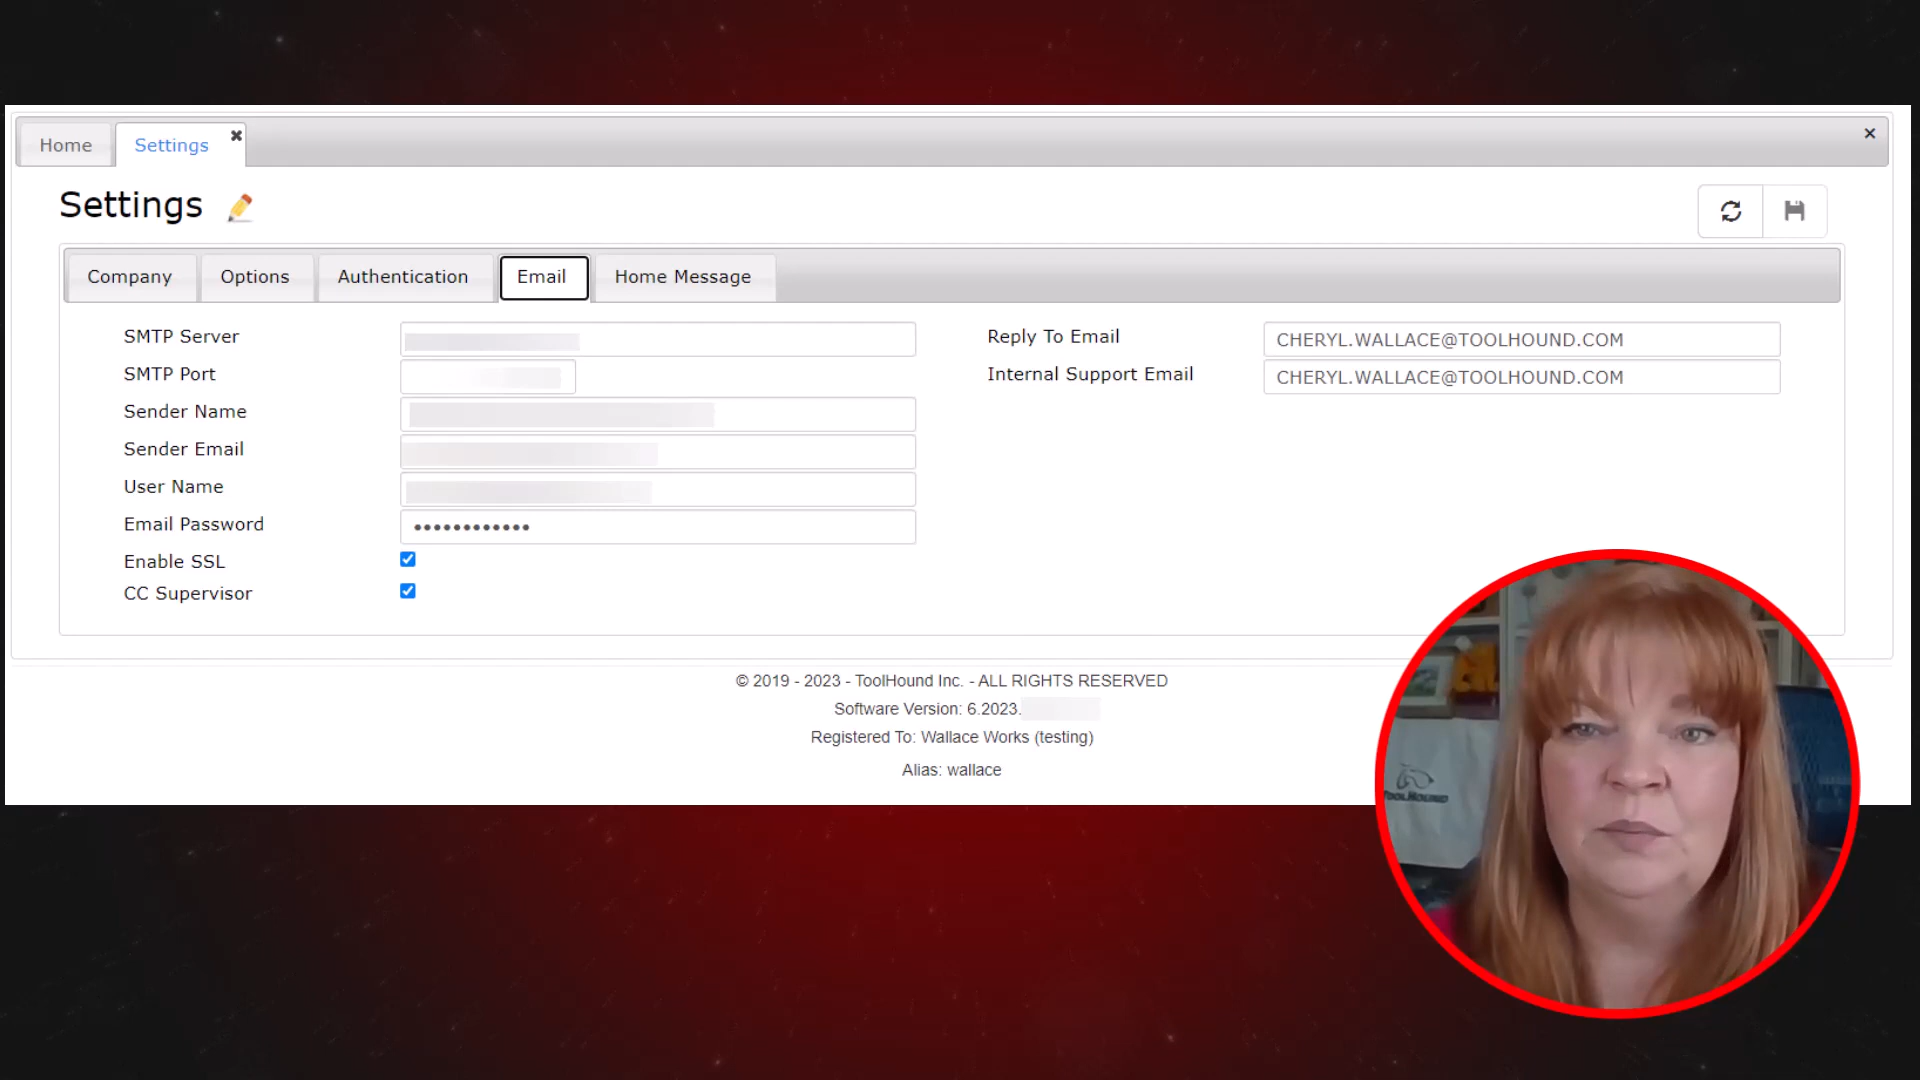 Home
Settings
Settings
Company Options Authentication Email Home Message
SMTP Server
SMTP Port
Sender Name
Sender Email
User Name
Email Password ••••••••••••
Enable SSL
CC Supervisor
Reply To Email CHERYL.WALLACE@TOOLHOUND.COM
Internal Support Email CHERYL.WALLACE@TOOLHOUND.COM
© 2019 - 2023 - ToolHound Inc. - ALL RIGHTS RESERVED
Software Version: 6.2023.
Registered To: Wallace Works (testing)
Alias: wallace
TOOLHOUND